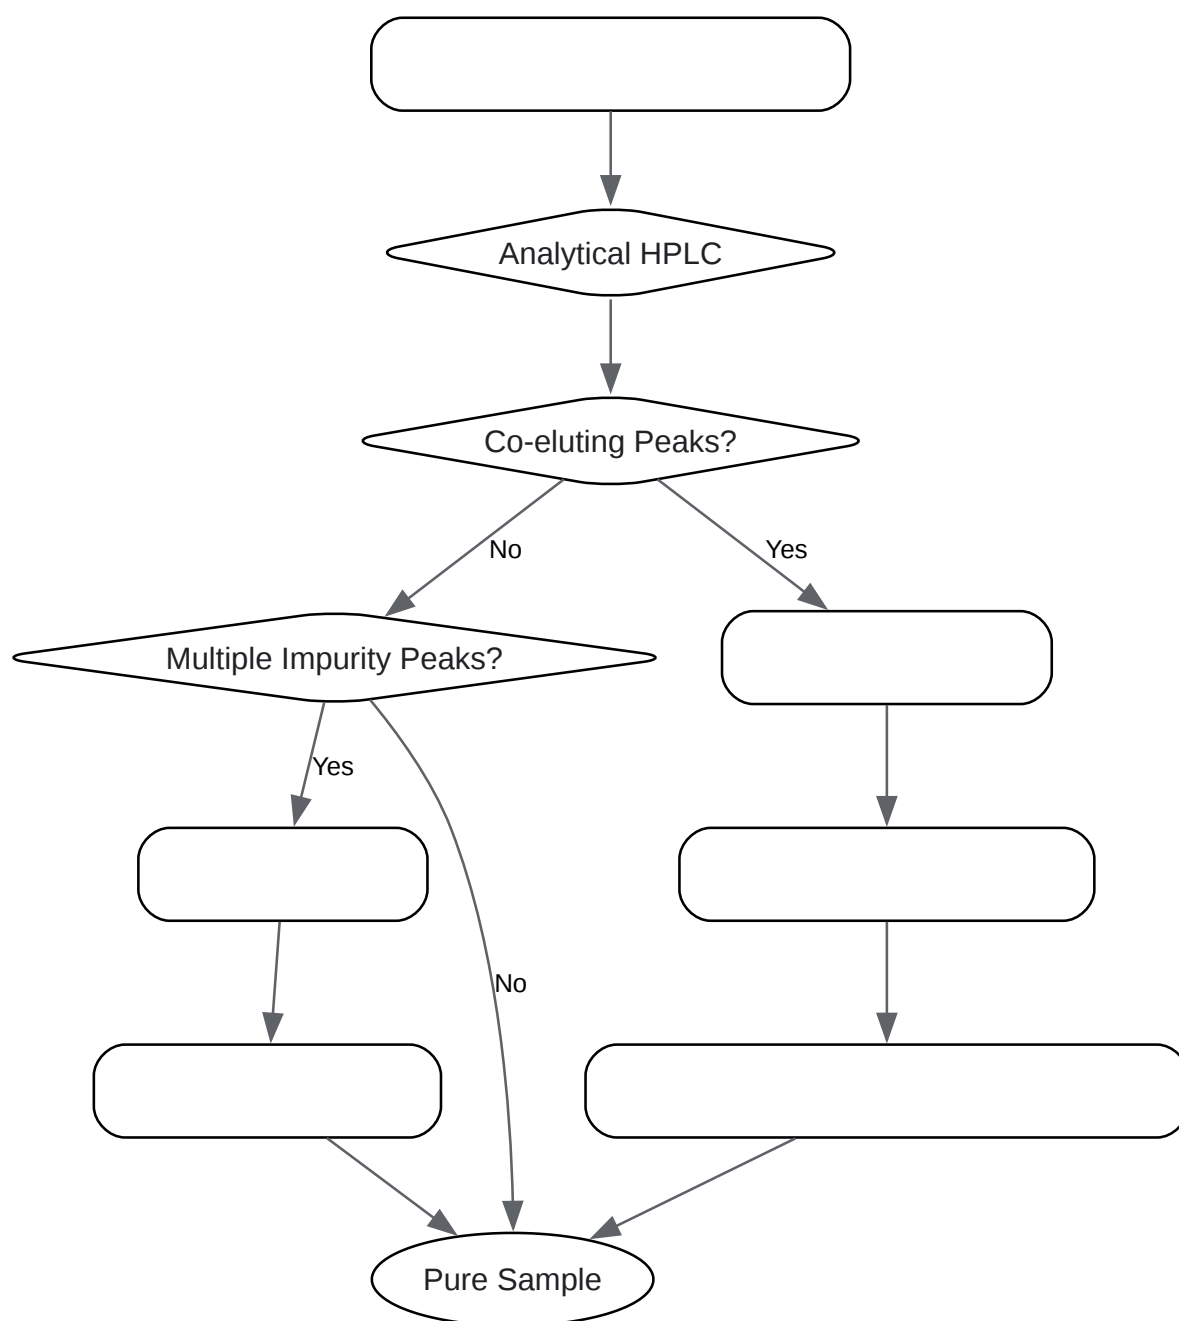 Analytical HPLC
Co-eluting Peaks?
No
Yes
Multiple Impurity Peaks?
Yes
No
Pure Sample